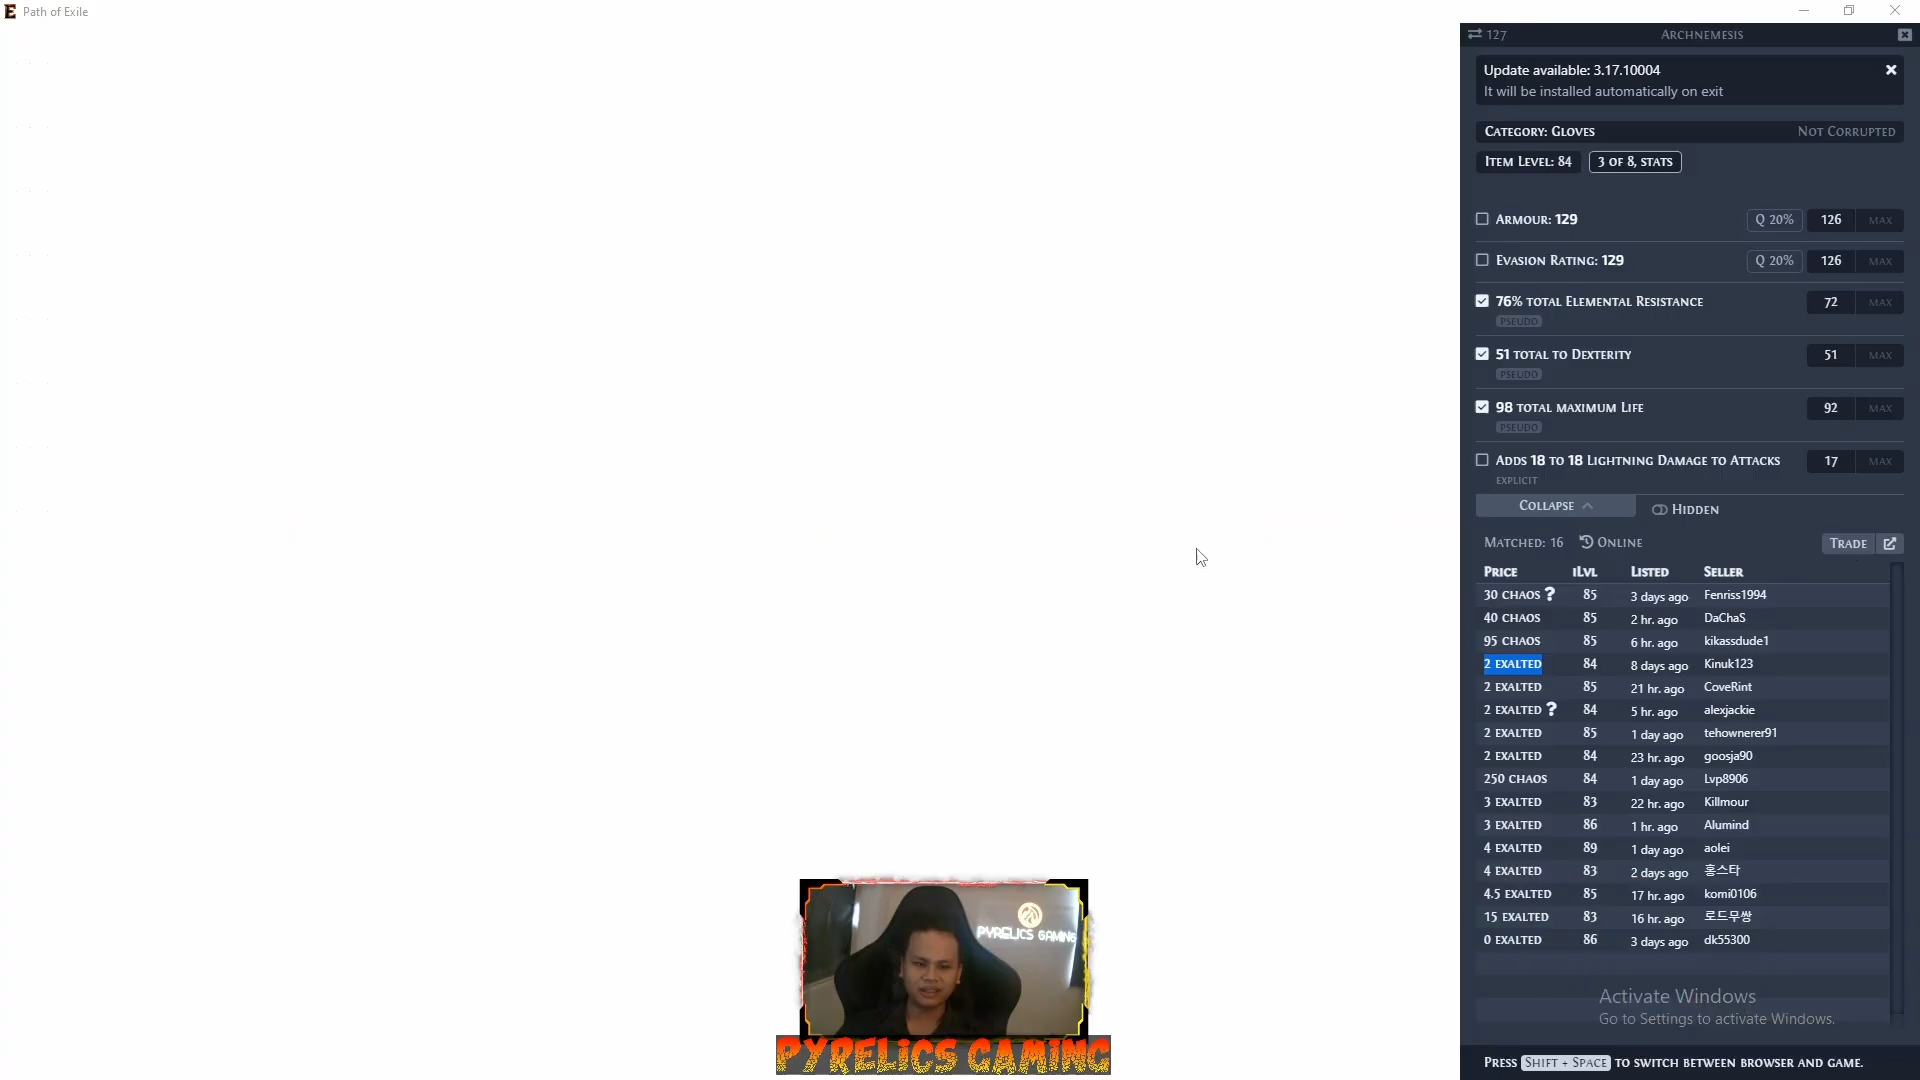 Path of Exile
127 Archnemesis
Update available: 3.17.10004
It will be installed automatically on exit
Category: Gloves Not Corrupted
Item Level: 84 3 of 8, stats
Armour: 129 Q 20% 126 MAX
Evasion Rating: 129 Q 20% 126 MAX
76% total Elemental Resistance 72 MAX
PSEUDO
51 total to Dexterity 51 MAX
PSEUDO
98 total maximum Life 92 MAX
PSEUDO
Adds 18 to 18 Lightning Damage to Attacks 17 MAX
EXPLICIT
Collapse Hidden
Matched: 16 Online Trade
Price iLvl Listed Seller
30 chaos ? 85 3 days ago Fenriss1994
40 chaos 85 2 hr. ago DaChaS
95 chaos 85 6 hr. ago kikassdude1
2 exalted 84 8 days ago Kinuk123
2 exalted 85 21 hr. ago CoveRint
2 exalted ? 84 5 hr. ago alexjackie
2 exalted 85 1 day ago tehownerer91
2 exalted 84 23 hr. ago goosja90
250 chaos 84 1 day ago Lvp8906
3 exalted 83 22 hr. ago Killmour
3 exalted 86 1 hr. ago Alumind
4 exalted 89 1 day ago aolei
4 exalted 83 2 days ago 홍스타
4.5 exalted 85 17 hr. ago komi0106
15 exalted 83 16 hr. ago 로드무쌍
0 exalted 86 3 days ago dk55300
Activate Windows
Go to Settings to activate Windows.
Press Shift + Space to switch between browser and game.
PYRELICS GAMING
PYRELICS GAMING